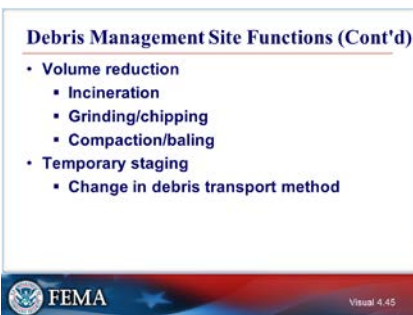 Debris Management Site Functions (Cont'd)
• Volume reduction
▪ Incineration
▪ Grinding/chipping
▪ Compaction/baling
• Temporary staging
▪ Change in debris transport method
FEMA
Visual 4.45